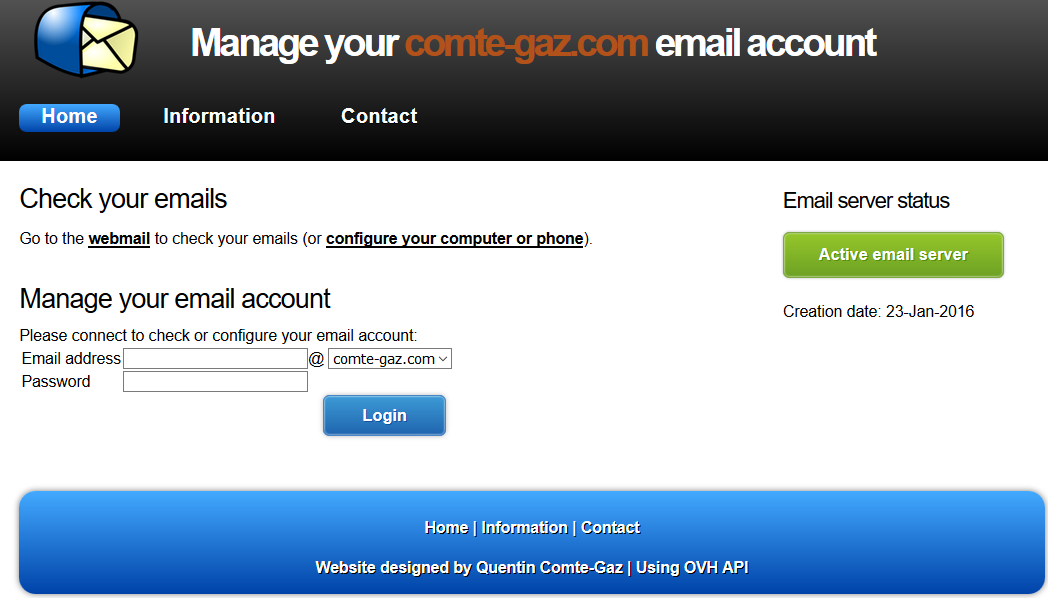 Manage your comte-gaz.com email account
Home Information Contact
Check your emails
Go to the webmail to check your emails (or configure your computer or phone).
Manage your email account
Please connect to check or configure your email account:
Email address @ comte-gaz.com
Password
Login
Email server status
Active email server
Creation date: 23-Jan-2016
Home | Information | Contact
Website designed by Quentin Comte-Gaz | Using OVH API